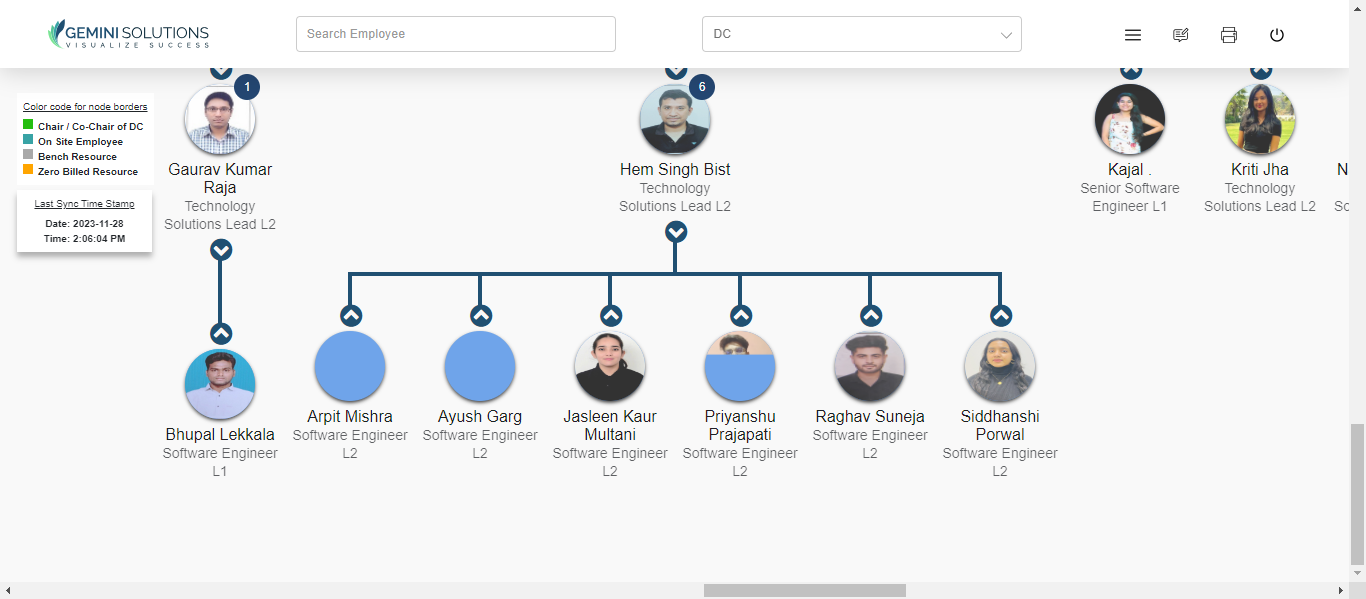 GEMINI SOLUTIONS
VISUALIZE SUCCESS
Search Employee
DC
Color code for node borders
Chair / Co-Chair of DC
On Site Employee
Bench Resource
Zero Billed Resource
Last Sync Time Stamp
Date: 2023-11-28
Time: 2:06:04 PM
1
Gaurav Kumar
Raja
Technology
Solutions Lead L2
6
Hem Singh Bist
Technology
Solutions Lead L2
Kajal .
Senior Software
Engineer L1
Kriti Jha
Technology
Solutions Lead L2
N
So
Bhupal Lekkala
Software Engineer
L1
Arpit Mishra
Software Engineer
L2
Ayush Garg
Software Engineer
L2
Jasleen Kaur
Multani
Software Engineer
L2
Priyanshu
Prajapati
Software Engineer
L2
Raghav Suneja
Software Engineer
L2
Siddhanshi
Porwal
Software Engineer
L2